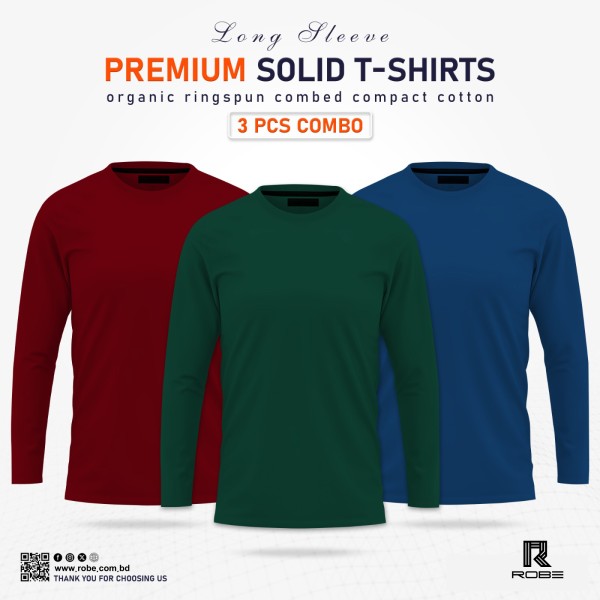 Long Sleeve
PREMIUM SOLID T-SHIRTS
organic ringspun combed compact cotton
3 PCS COMBO
www.robe.com.bd
THANK YOU FOR CHOOSING US
ROBE